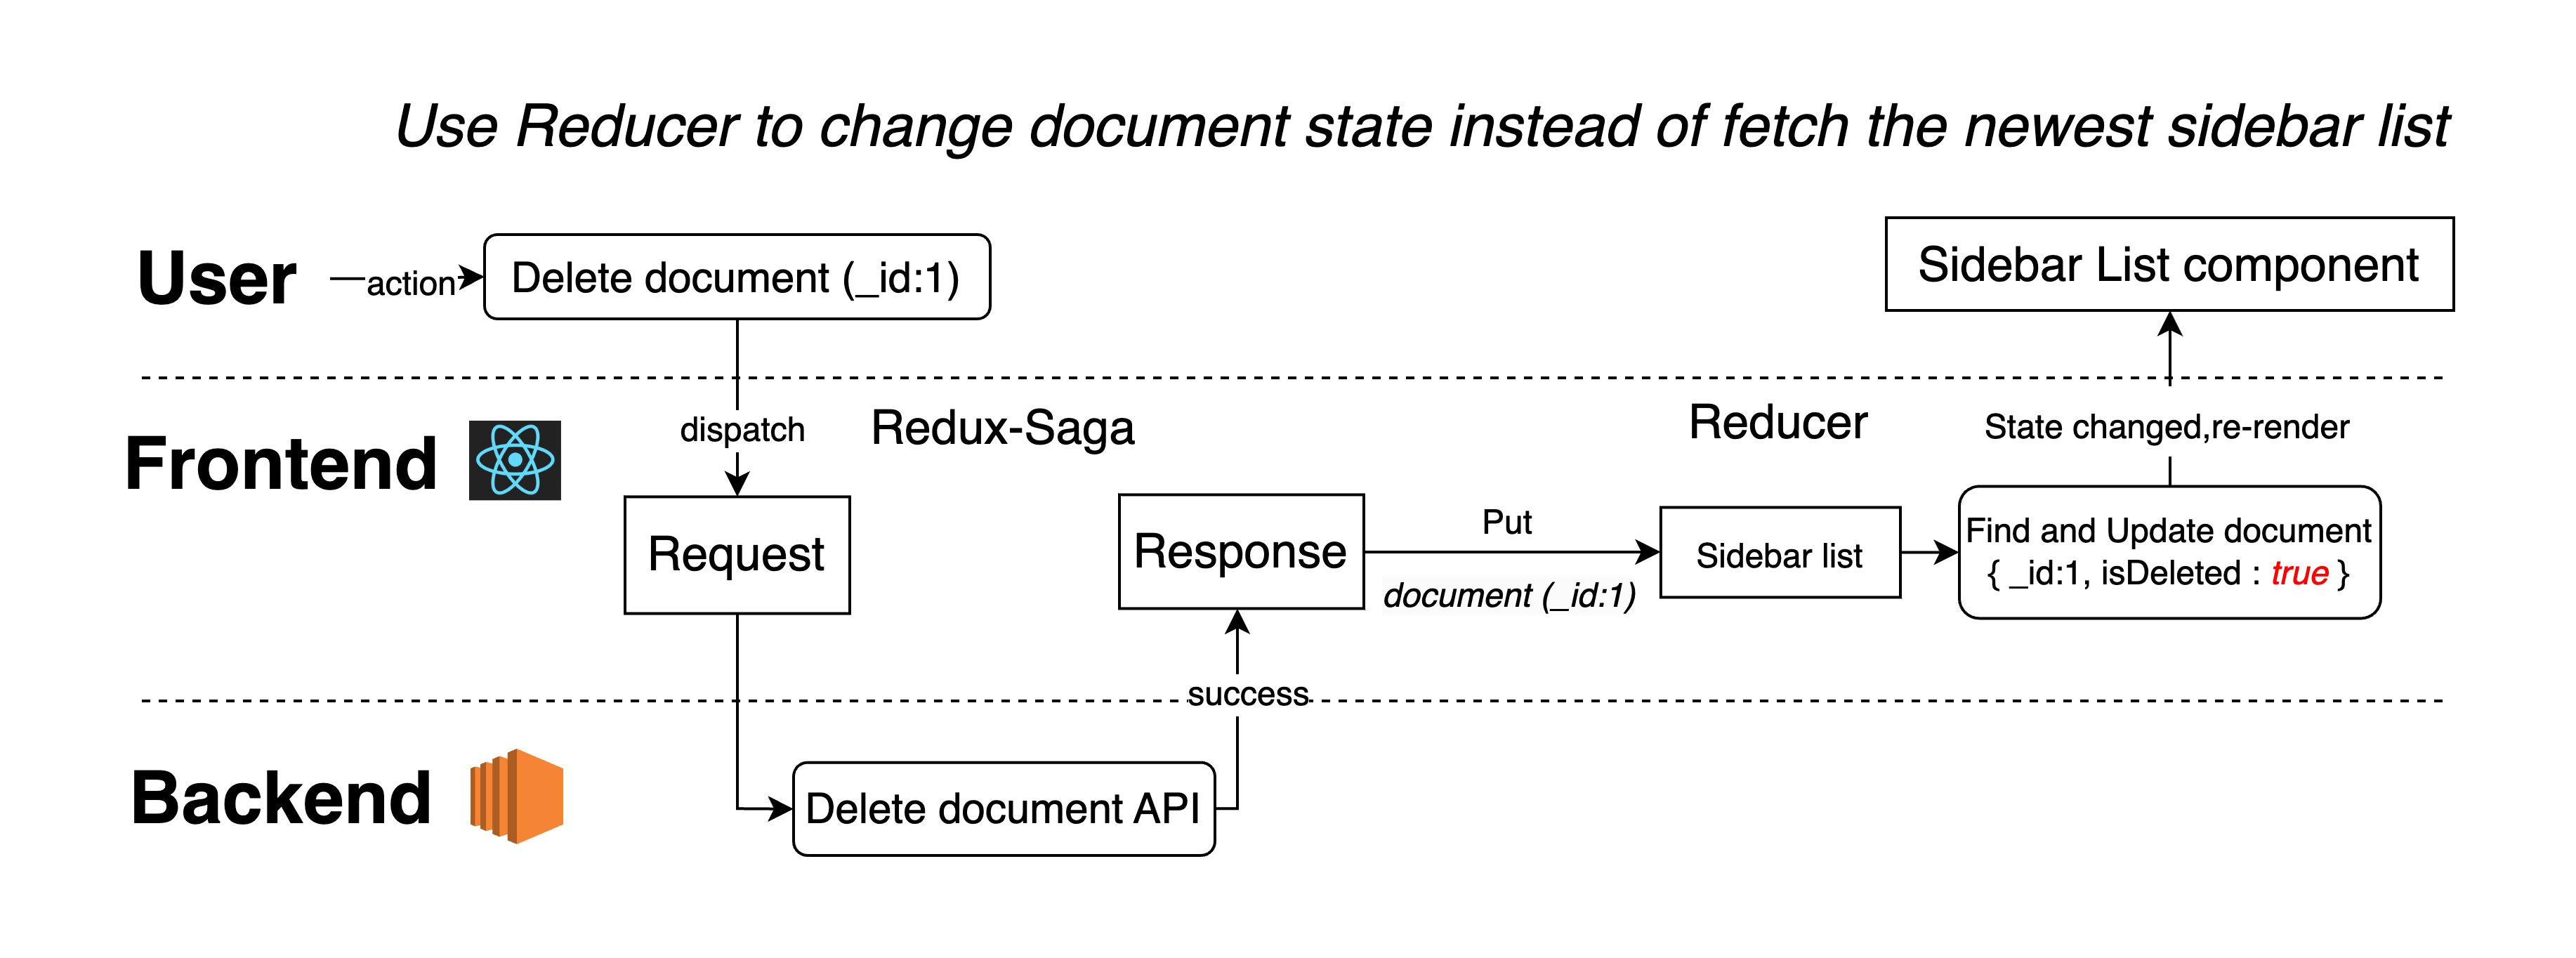 Use Reducer to change document state instead of fetch the newest sidebar list
User
action
Delete document (_id:1)
Sidebar List component
Frontend
dispatch
Redux-Saga
Reducer
State changed,re-render
Request
Response
Put
document (_id:1)
Sidebar list
Find and Update document
{ _id:1, isDeleted : true }
success
Backend
Delete document API